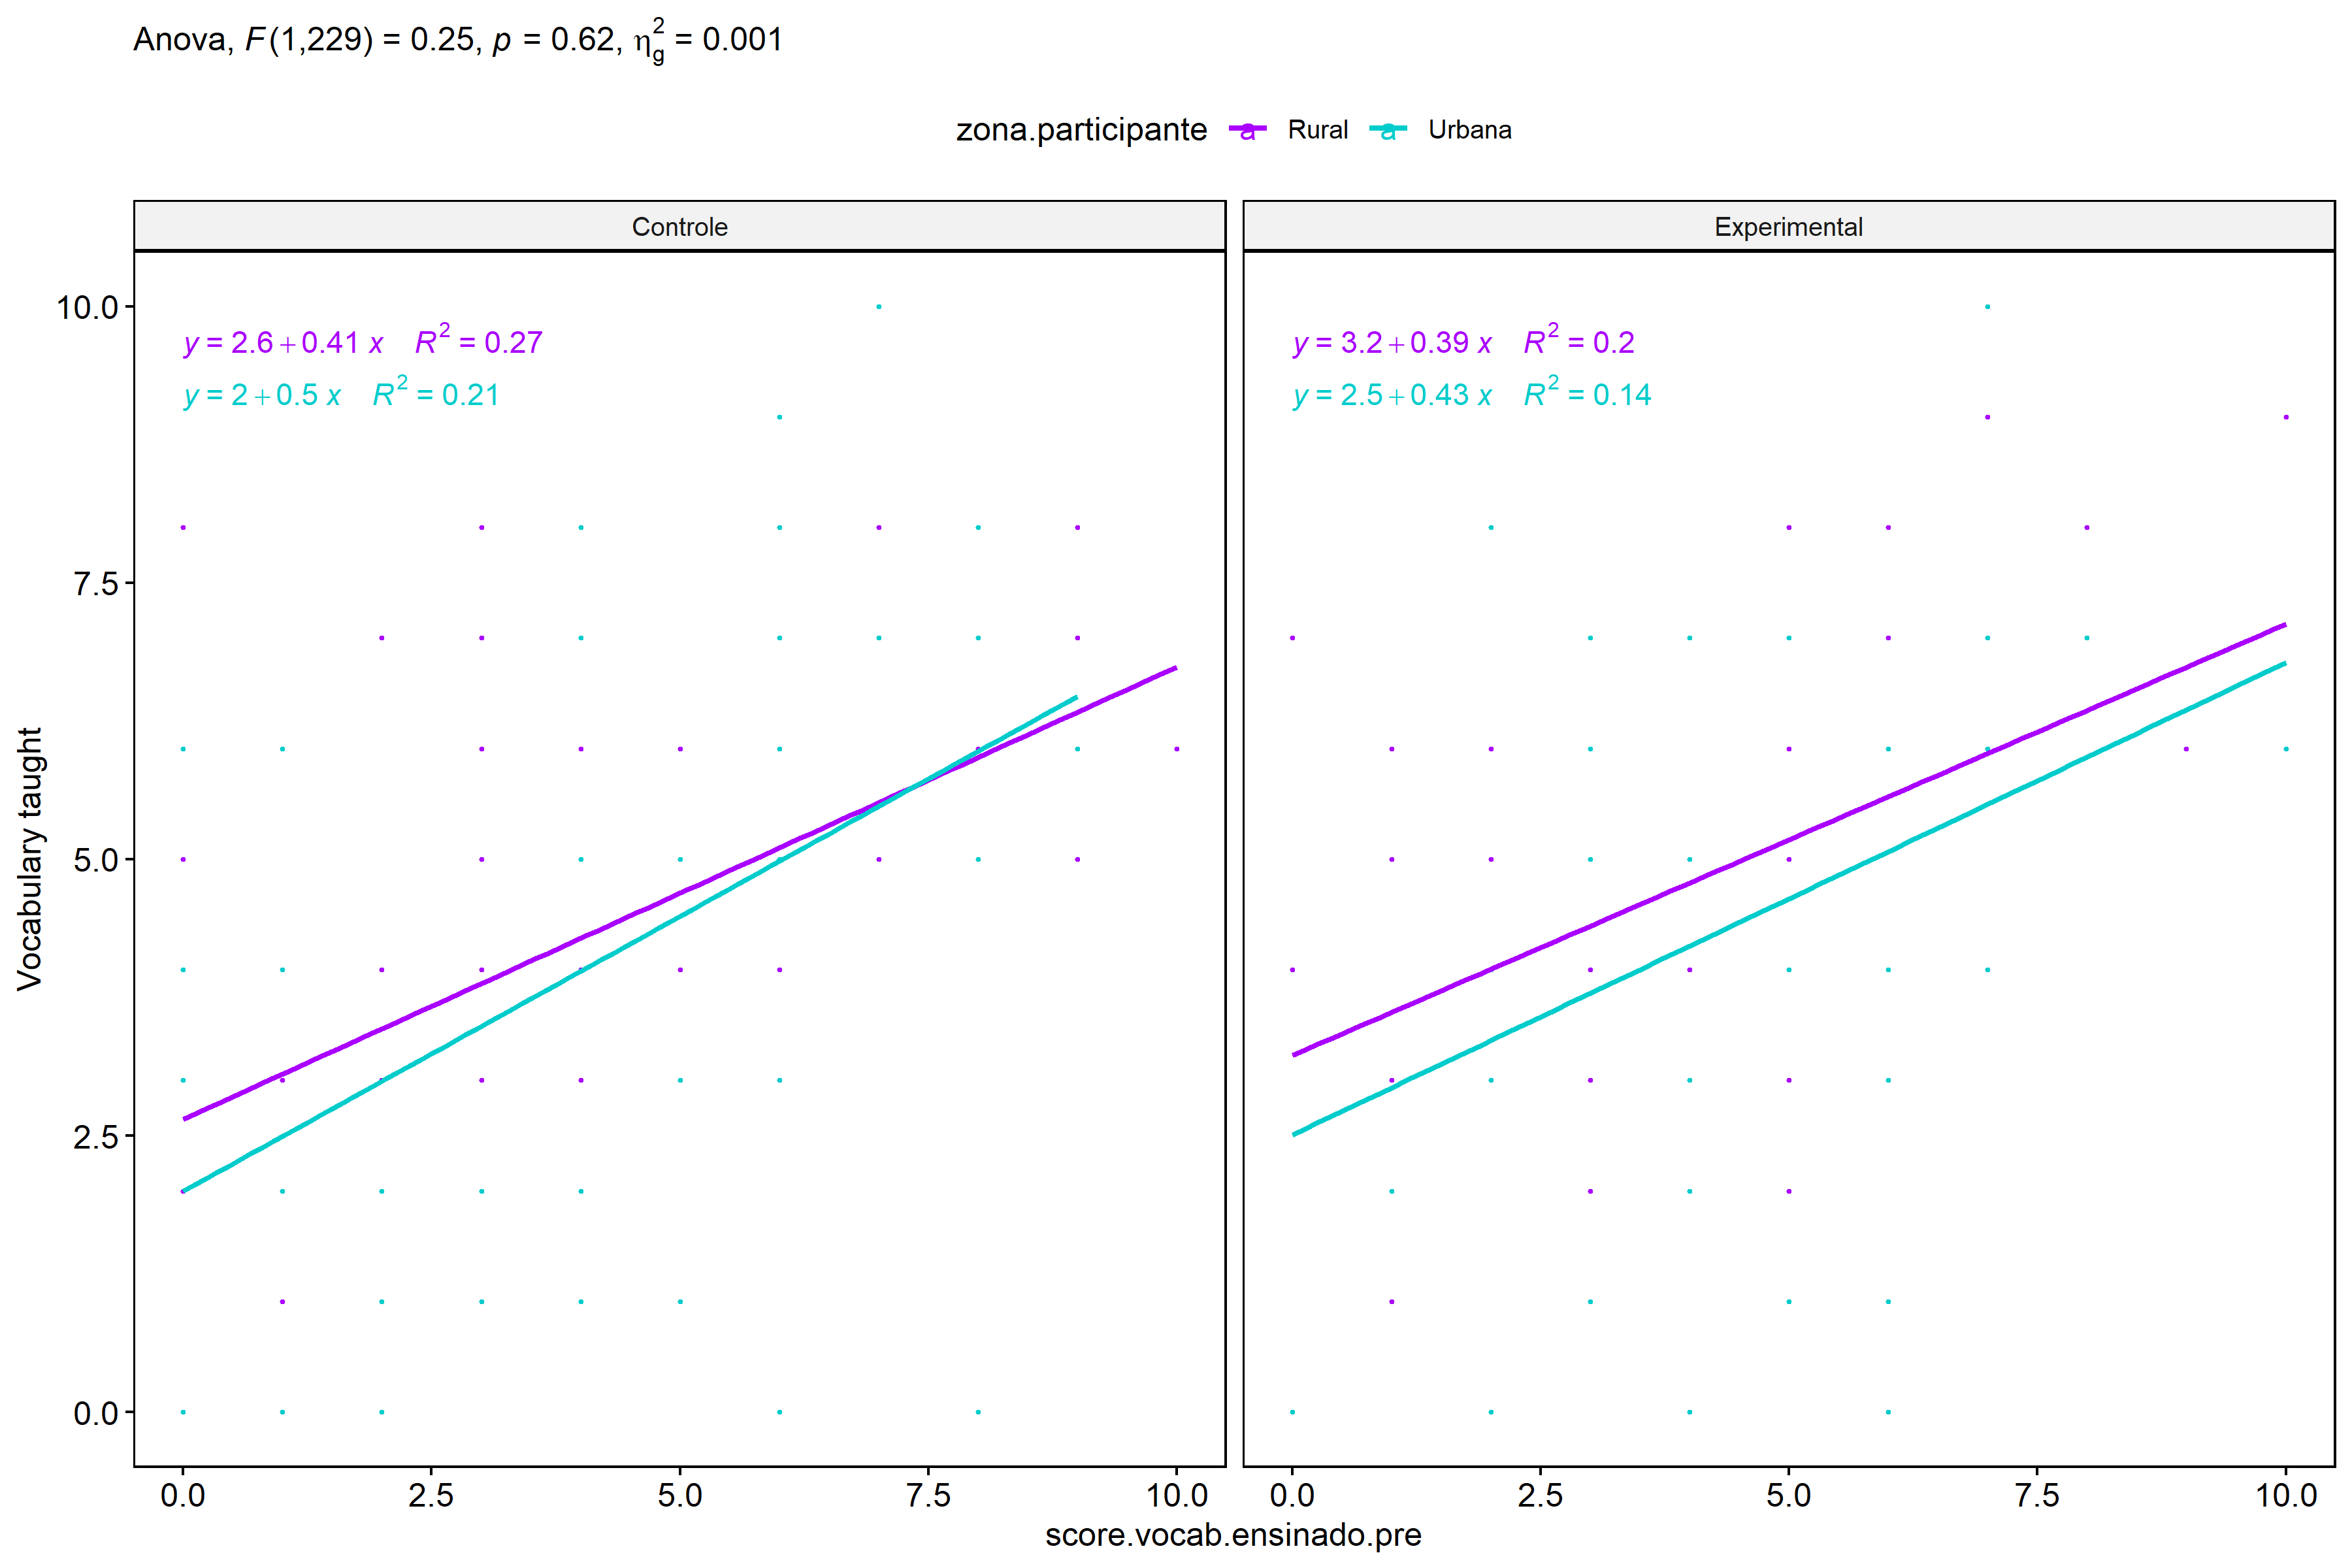 Anova, F(1,229) = 0.25, p = 0.62, η²g = 0.001
zona.participante a Rural a Urbana
Controle Experimental
y = 2.6+0.41 x R² = 0.27
y = 2+0.5 x R² = 0.21
y = 3.2+0.39 x R² = 0.2
y = 2.5+0.43 x R² = 0.14
10.0
7.5
5.0
2.5
0.0
Vocabulary taught
0.0 2.5 5.0 7.5 10.0 0.0 2.5 5.0 7.5 10.0
score.vocab.ensinado.pre